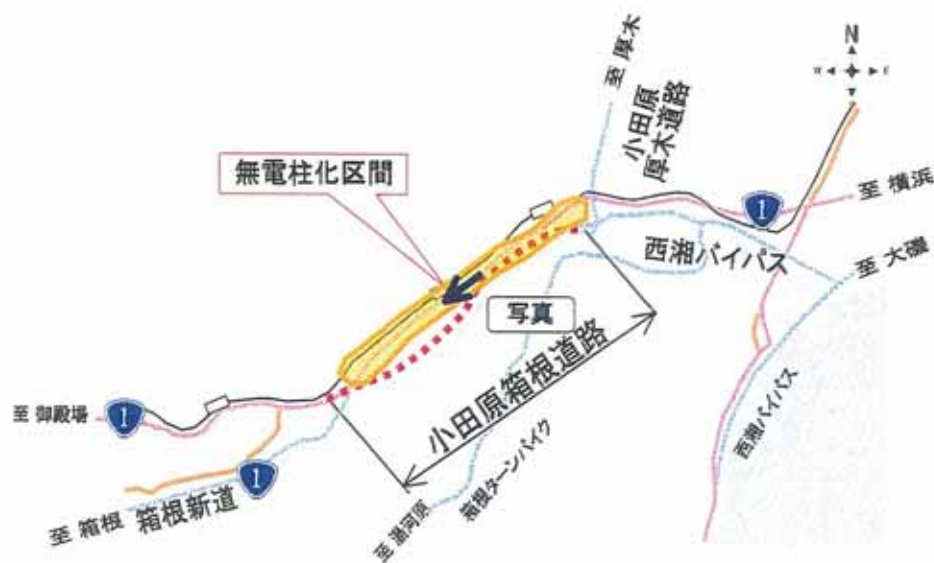 N
W
E
至 厚木
小田原
厚木道路
無電柱化区間
1
至 横浜
西湘バイパス
至 大磯
写真
小田原箱根道路
至 御殿場
1
西湘バイパス
1
箱根ターンパイク
至 箱根
箱根新道
至 湯河原